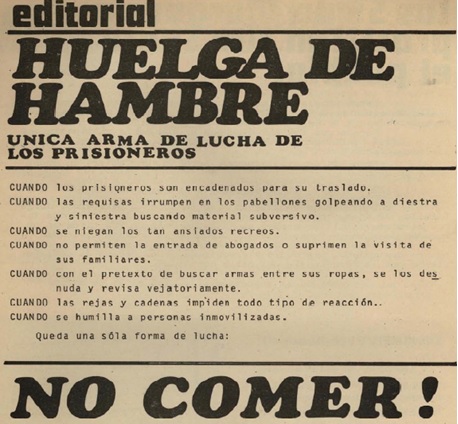 editorial
HUELGA DE
HAMBRE
UNICA ARMA DE LUCHA DE
LOS PRISIONEROS
CUANDO los prisioneros son encadenados para su traslado.
CUANDO las requisas irrumpen en los pabellones golpeando a diestra
y siniestra buscando material subversivo.
CUANDO se niegan los tan ansiados recreos.
CUANDO no permiten la entrada de abogados o suprimen la visita de
sus familiares.
CUANDO con el pretexto de buscar armas entre sus ropas, se los des
nuda y revisa vejatoriamente.
CUANDO las rejas y cadenas impiden todo tipo de reacción..
CUANDO se humilla a personas inmovilizadas.
Queda una sóla forma de lucha:
NO COMER!